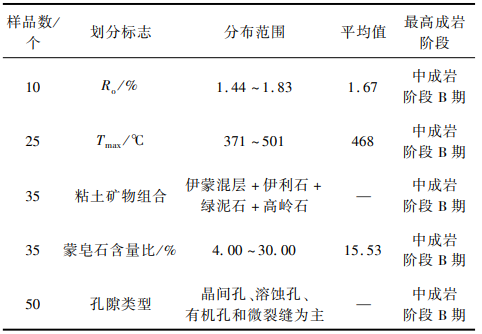 样品数/个 划分标志 分布范围 平均值 最高成岩阶段
10 Ro/% 1.44~1.83 1.67 中成岩阶段 B 期
25 Tmax/℃ 371~501 468 中成岩阶段 B 期
35 粘土矿物组合 伊蒙混层+伊利石+绿泥石+高岭石 — 中成岩阶段 B 期
35 蒙皂石含量比/% 4.00~30.00 15.53 中成岩阶段 B 期
50 孔隙类型 晶间孔、溶蚀孔、有机孔和微裂缝为主 — 中成岩阶段 B 期